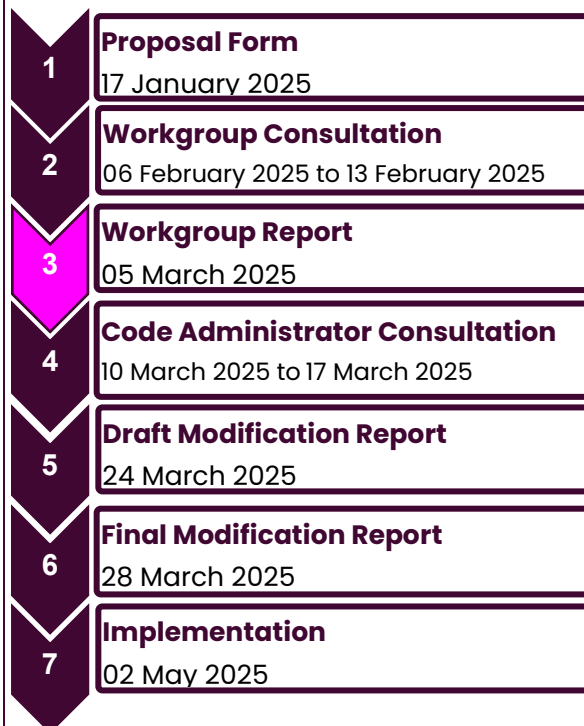 1
Proposal Form
17 January 2025
2
Workgroup Consultation
06 February 2025 to 13 February 2025
3
Workgroup Report
05 March 2025
4
Code Administrator Consultation
10 March 2025 to 17 March 2025
5
Draft Modification Report
24 March 2025
6
Final Modification Report
28 March 2025
7
Implementation
02 May 2025